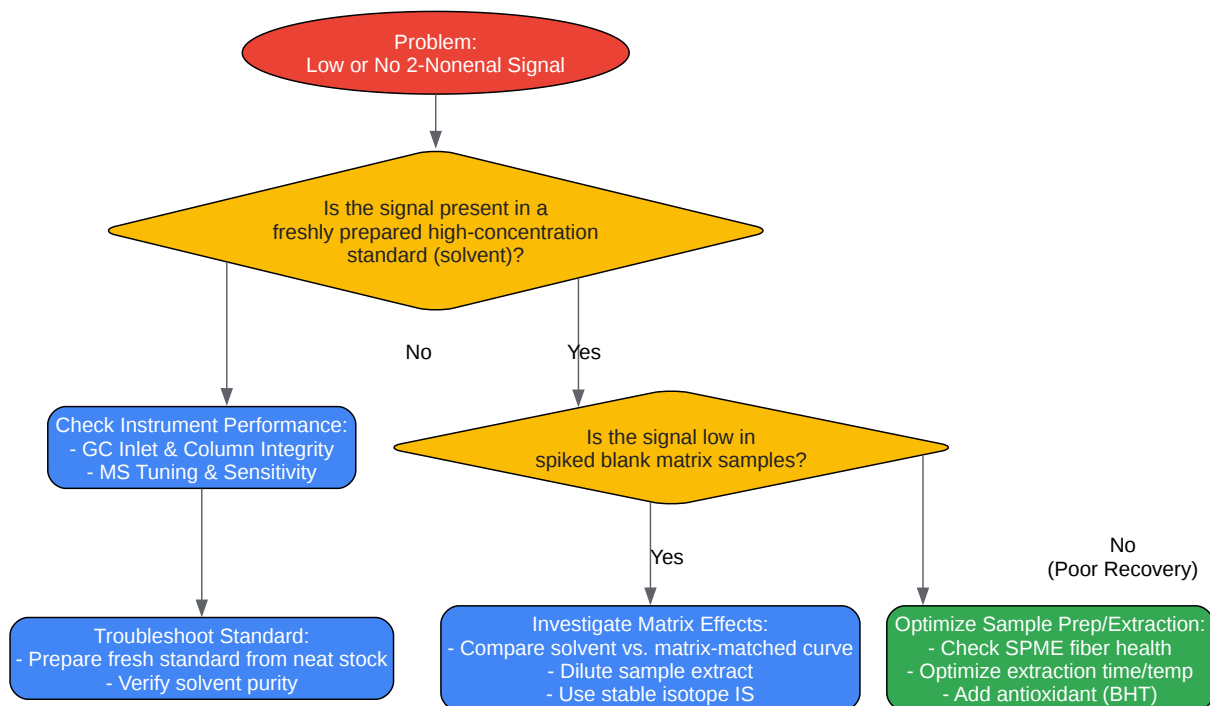 Problem:
Low or No 2-Nonenal Signal
Is the signal present in a
freshly prepared high-concentration
standard (solvent)?
No
Yes
Check Instrument Performance:
- GC Inlet & Column Integrity
- MS Tuning & Sensitivity
Is the signal low in
spiked blank matrix samples?
Yes
No
(Poor Recovery)
Troubleshoot Standard:
- Prepare fresh standard from neat stock
- Verify solvent purity
Investigate Matrix Effects:
- Compare solvent vs. matrix-matched curve
- Dilute sample extract
- Use stable isotope IS
Optimize Sample Prep/Extraction:
- Check SPME fiber health
- Optimize extraction time/temp
- Add antioxidant (BHT)